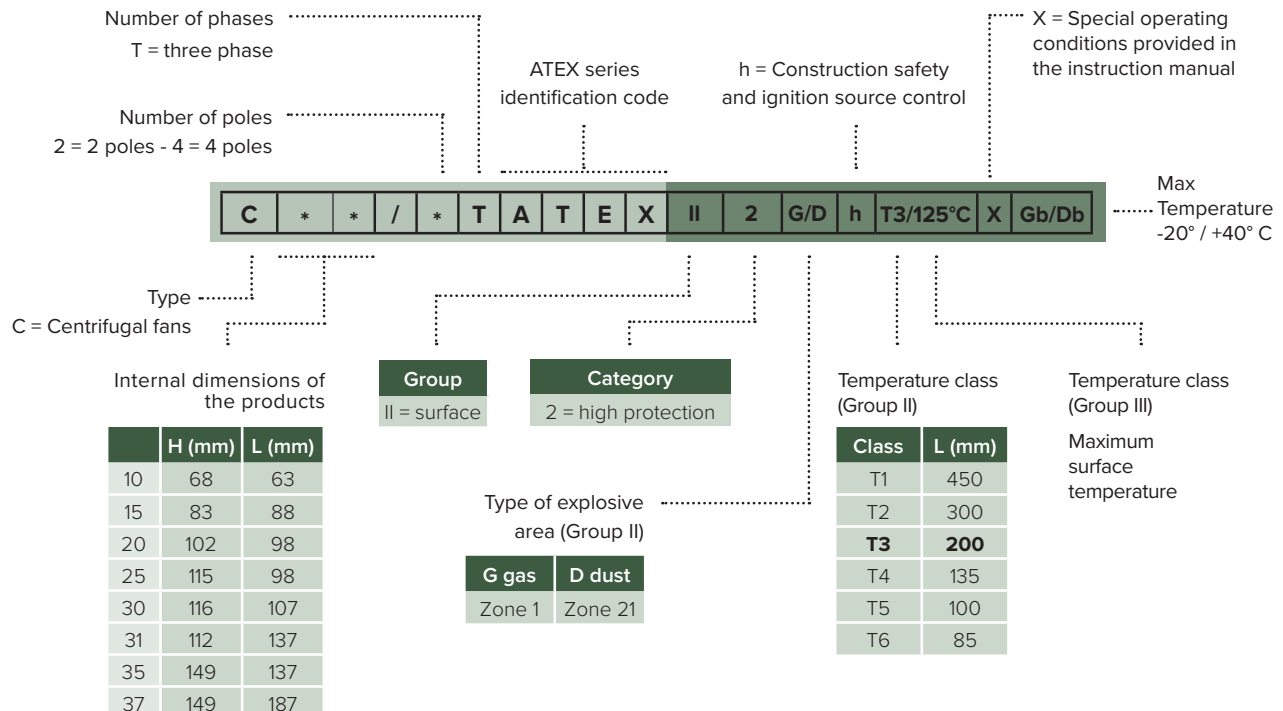 Number of phases
T = three phase
Number of poles
2 = 2 poles - 4 = 4 poles
ATEX series
identification code
h = Construction safety
and ignition source control
X = Special operating
conditions provided in
the instruction manual
C * * / * T A T E X II 2 G/D h T3/125°C X Gb/Db
Max
Temperature
-20° / +40° C
Type
C = Centrifugal fans
Internal dimensions of
the products
H (mm) L (mm)
10 68 63
15 83 88
20 102 98
25 115 98
30 116 107
31 112 137
35 149 137
37 149 187
Group
II = surface
Category
2 = high protection
Type of explosive
area (Group II)
G gas D dust
Zone 1 Zone 21
Temperature class
(Group II)
Class L (mm)
T1 450
T2 300
T3 200
T4 135
T5 100
T6 85
Temperature class
(Group III)
Maximum
surface
temperature